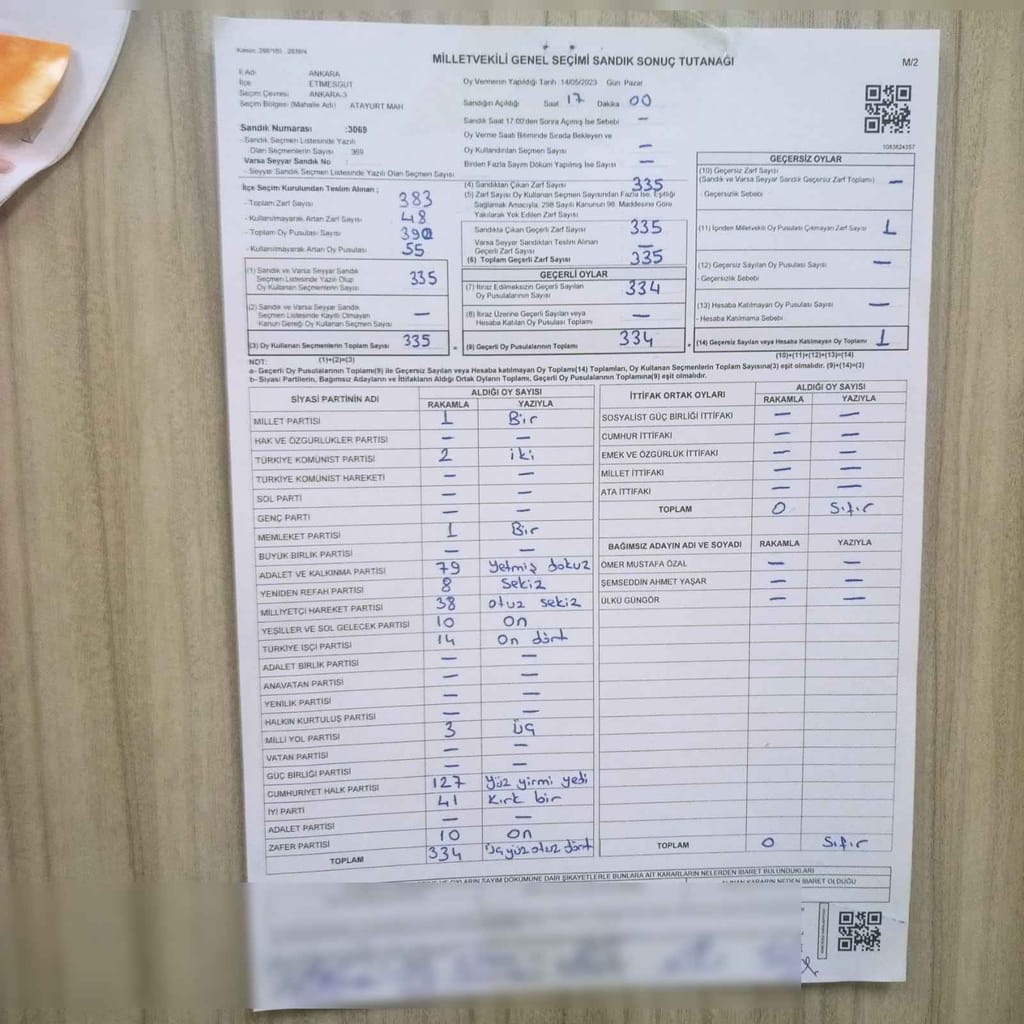 MİLLETVEKİLİ GENEL SEÇİMİ SANDIK SONUÇ TUTANAĞI
M/2
İl Adı ANKARA
İlçe ETİMESGUT
Seçim Çevresi ANKARA-3
Seçim Bölgesi (Mahalle Adı) ATAYURT MAH
Sandık Numarası :3069
- Sandık Seçmen Listesinde Yazılı
Olan Seçmenlerin Sayısı : 369
Varsa Seyyar Sandık No :
- Seyyar Sandık Seçmen Listesinde Yazılı Olan Seçmen Sayısı
İlçe Seçim Kurulundan Teslim Alınan ;
- Toplam Zarf Sayısı 383
- Kullanılmayarak Artan Zarf Sayısı 48
- Toplam Oy Pusulası Sayısı
- Kullanılmayarak Artan Oy Pusulası 55
(1) Sandık ve Varsa Seyyar Sandık
Seçmen Listesinde Yazılı Olup
Oy Kullanan Seçmenlerin Sayısı 335
(2) Sandık ve Varsa Seyyar Sandık
Seçmen Listesinde Kayıtlı Olmayan
Kanun Gereği Oy Kullanan Seçmen Sayısı —
(3) Oy Kullanan Seçmenlerin Toplam Sayısı 335
(1)+(2)=(3)
Oy Vermenin Yapıldığı Tarih 14/05/2023 Gün Pazar
Sandığın Açıldığı Saat 17 Dakika 00
Sandık Saat 17:00'den Sonra Açılmış İse Sebebi —
Oy Verme Saati Bitiminde Sırada Bekleyen ve
Oy Kullandırılan Seçmen Sayısı —
Birden Fazla Sayım Döküm Yapılmış İse Sayısı —
(4) Sandıktan Çıkan Zarf Sayısı 335
(5) Zarf Sayısı Oy Kullanan Seçmen Sayısından Fazla İse, Eşitliği
Sağlamak Amacıyla, 298 Sayılı Kanunun 98. Maddesine Göre
Yakılarak Yok Edilen Zarf Sayısı
Sandıkta Çıkan Geçerli Zarf Sayısı 335
Varsa Seyyar Sandıktan Teslim Alınan
Geçerli Zarf Sayısı —
(6) Toplam Geçerli Zarf Sayısı 335
GEÇERLİ OYLAR
(7) İtiraz Edilmeksizin Geçerli Sayılan
Oy Pusulalarının Sayısı 334
(8) İtiraz Üzerine Geçerli Sayılan veya
Hesaba Katılan Oy Pusulası Toplamı —
= (9) Geçerli Oy Pusulalarının Toplamı 334
1083624357
GEÇERSİZ OYLAR
(10) Geçersiz Zarf Sayısı
(Sandık ve Varsa Seyyar Sandık Geçersiz Zarf Toplamı) —
- Geçersizlik Sebebi
(11) İçinden Milletvekili Oy Pusulası Çıkmayan Zarf Sayısı 1
(12) Geçersiz Sayılan Oy Pusulası Sayısı —
- Geçersizlik Sebebi
(13) Hesaba Katılmayan Oy Pusulası Sayısı —
- Hesaba Katılmama Sebebi
+ (14) Geçersiz Sayılan veya Hesaba Katılmayan Oy Toplamı 1
(10)+(11)+(12)+(13)=(14)
NOT:
a- Geçerli Oy Pusulalarının Toplamı(9) ile Geçersiz Sayılan veya Hesaba katılmayan Oy Toplamı(14) Toplamları, Oy Kullanan Seçmenlerin Toplam Sayısına(3) eşit olmalıdır. (9)+(14)=(3)
b- Siyasi Partilerin, Bağımsız Adayların ve İttifakların Aldığı Ortak Oyların Toplamı, Geçerli Oy Pusulalarının Toplamına(9) eşit olmalıdır.
SİYASİ PARTİNİN ADI ALDIĞI OY SAYISI
RAKAMLA YAZIYLA
MİLLET PARTİSİ 1 Bir
HAK VE ÖZGÜRLÜKLER PARTİSİ — —
TÜRKİYE KOMÜNİST PARTİSİ 2 iki
TÜRKİYE KOMÜNİST HAREKETİ — —
SOL PARTİ — —
GENÇ PARTİ — —
MEMLEKET PARTİSİ 1 Bir
BÜYÜK BİRLİK PARTİSİ — —
ADALET VE KALKINMA PARTİSİ 79 yetmiş dokuz
YENİDEN REFAH PARTİSİ 8 sekiz
MİLLİYETÇİ HAREKET PARTİSİ 38 otuz sekiz
YEŞİLLER VE SOL GELECEK PARTİSİ 10 on
TÜRKİYE İŞÇİ PARTİSİ 14 on dört
ADALET BİRLİK PARTİSİ — —
ANAVATAN PARTİSİ — —
YENİLİK PARTİSİ — —
HALKIN KURTULUŞ PARTİSİ — —
MİLLİ YOL PARTİSİ 3 üç
VATAN PARTİSİ — —
GÜÇ BİRLİĞİ PARTİSİ — —
CUMHURİYET HALK PARTİSİ 127 yüz yirmi yedi
İYİ PARTİ 41 kırk bir
ADALET PARTİSİ — —
ZAFER PARTİSİ 10 on
TOPLAM 334 üçyüz otuz dört
İTTİFAK ORTAK OYLARI ALDIĞI OY SAYISI
RAKAMLA YAZIYLA
SOSYALİST GÜÇ BİRLİĞİ İTTİFAKI — —
CUMHUR İTTİFAKI — —
EMEK VE ÖZGÜRLÜK İTTİFAKI — —
MİLLET İTTİFAKI — —
ATA İTTİFAKI — —
TOPLAM 0 Sıfır
BAĞIMSIZ ADAYIN ADI VE SOYADI RAKAMLA YAZIYLA
ÖMER MUSTAFA ÖZAL — —
ŞEMSEDDİN AHMET YAŞAR — —
ÜLKÜ GÜNGÖR — —
TOPLAM 0 Sıfır
OYLARIN SAYIM DÖKÜMÜNE DAİR ŞİKAYETLERLE BUNLARA AİT KARARLARIN NELERDEN İBARET BULUNDUKLARI
ALINAN KARARIN NEDEN İBARET OLDUĞU